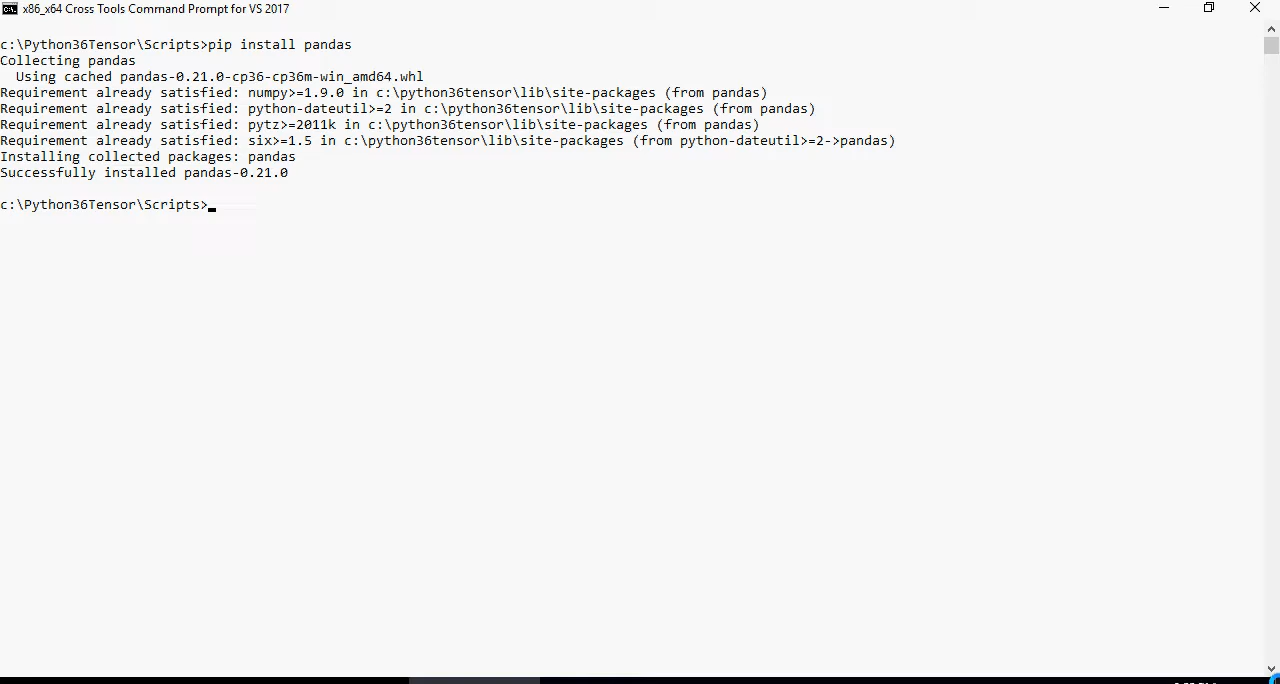 x86_x64 Cross Tools Command Prompt for VS 2017
c:\Python36Tensor\Scripts>pip install pandas
Collecting pandas
  Using cached pandas-0.21.0-cp36-cp36m-win_amd64.whl
Requirement already satisfied: numpy>=1.9.0 in c:\python36tensor\lib\site-packages (from pandas)
Requirement already satisfied: python-dateutil>=2 in c:\python36tensor\lib\site-packages (from pandas)
Requirement already satisfied: pytz>=2011k in c:\python36tensor\lib\site-packages (from pandas)
Requirement already satisfied: six>=1.5 in c:\python36tensor\lib\site-packages (from python-dateutil>=2->pandas)
Installing collected packages: pandas
Successfully installed pandas-0.21.0
c:\Python36Tensor\Scripts>